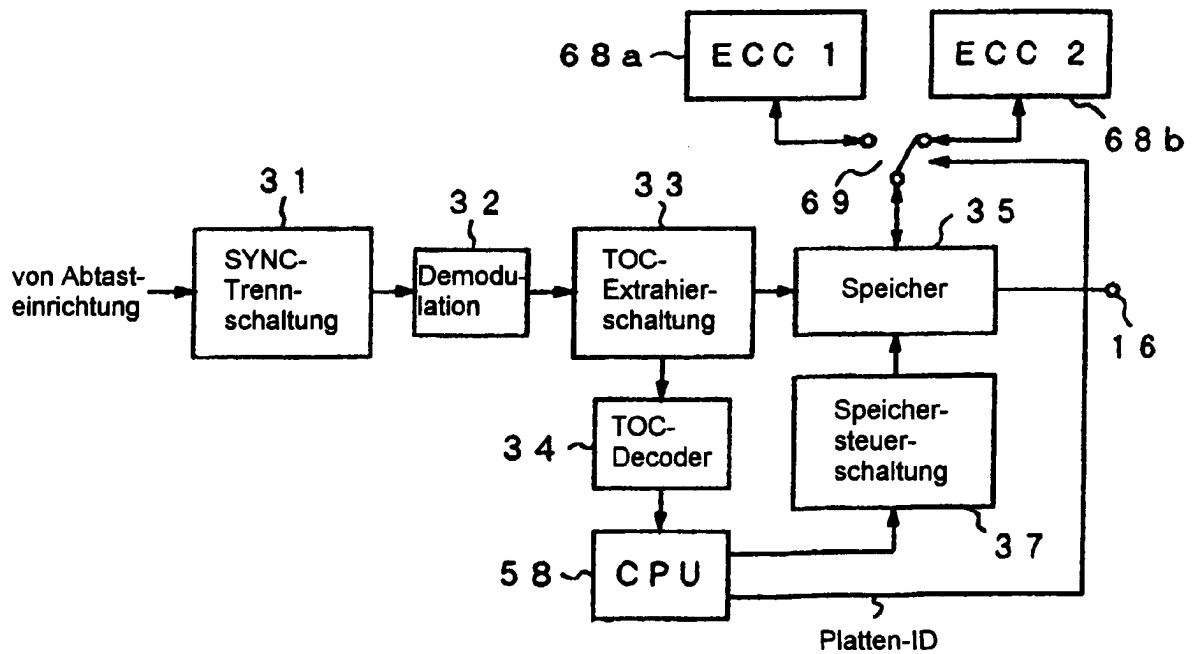 68a
ECC 1
ECC 2
68b
69
31
32
33
35
von Abtast-
einrichtung
SYNC-
Trenn-
schaltung
Demodu-
lation
TOC-
Extrahier-
schaltung
Speicher
16
34
TOC-
Decoder
Speicher-
steuer-
schaltung
37
58
CPU
Platten-ID